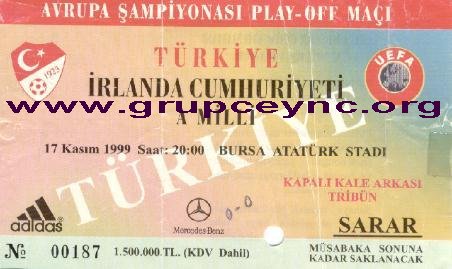 AVRUPA ŞAMPİYONASI PLAY-OFF MAÇI
1923
TÜRKİYE
UEFA
İRLANDA CUMHURİYETİ
www.grupceync.org
A MİLLİ
17 Kasım 1999 Saat: 20:00 BURSA ATATÜRK STADI
TÜRKİYE
KAPALI KALE ARKASI
TRİBÜN
adidas
Mercedes-Benz
0-0
SARAR
№ 00187 1.500.000.TL. (KDV Dahil)
MÜSABAKA SONUNA
KADAR SAKLANACAK